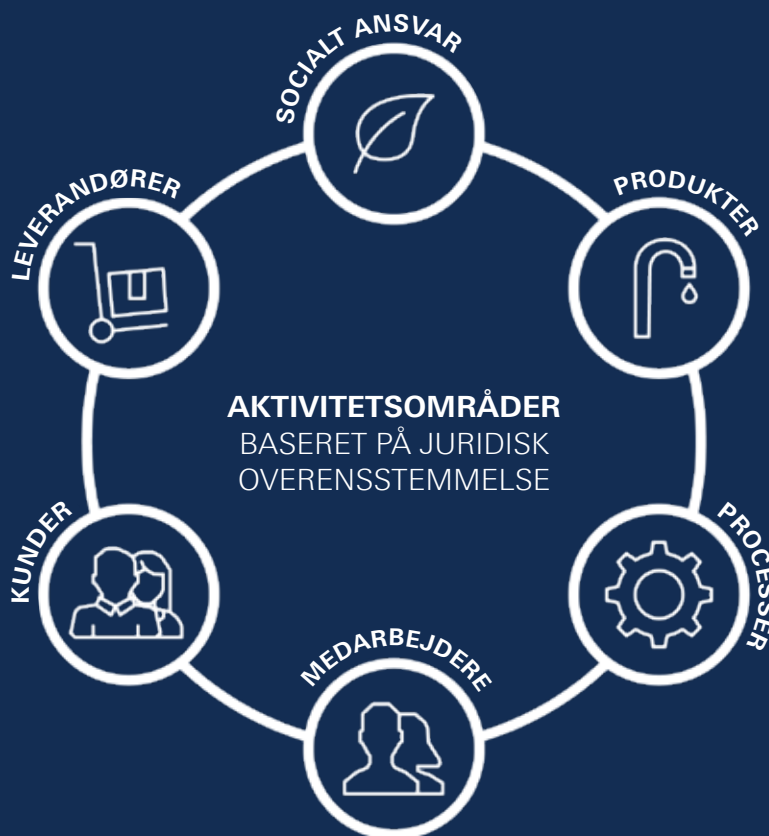 SOCIALT ANSVAR
LEVERANDØRER
PRODUKTER
AKTIVITETSOMRÅDER
BASERET PÅ JURIDISK
OVERENSSTEMMELSE
KUNDER
PROCESSER
MEDARBEJDERE